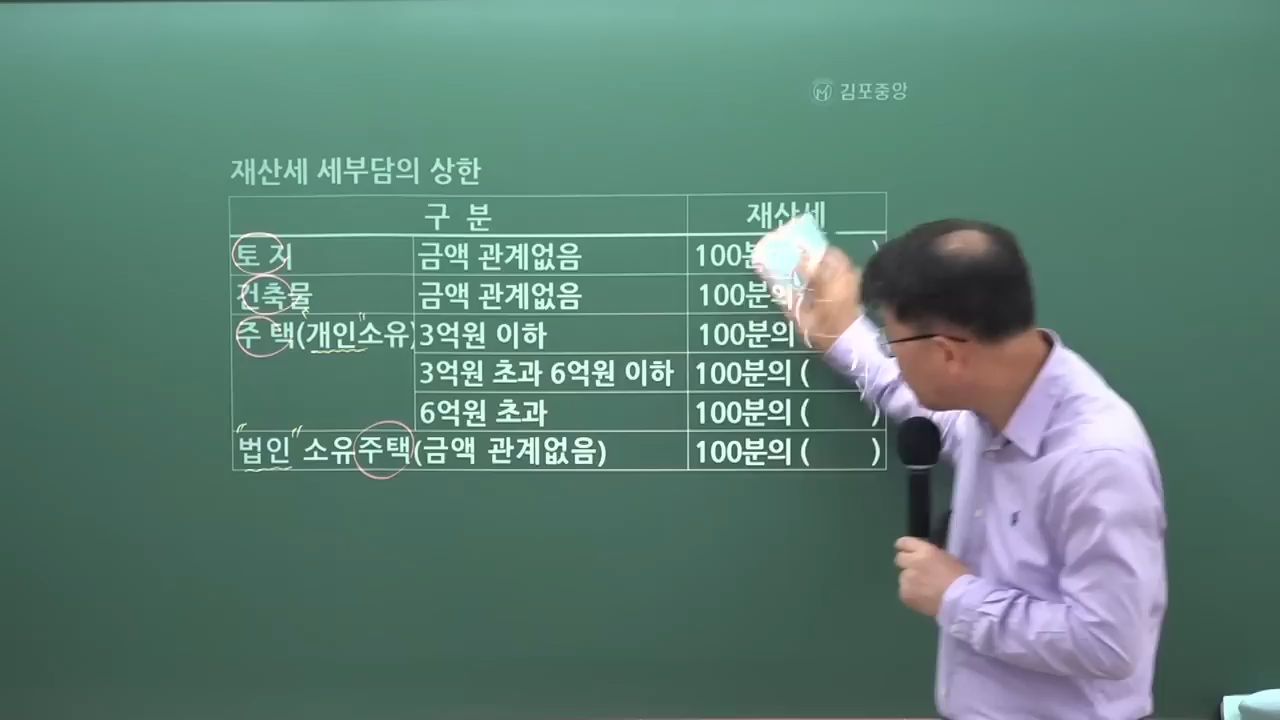 김포중앙
재산세 세부담의 상한
구 분 재산세
토 지 금액 관계없음 100분 )
건축물 금액 관계없음 100분의 (
주 택("개인"소유) 3억원 이하 100분의 (
3억원 초과 6억원 이하 100분의 (
6억원 초과 100분의 ( )
"법인" 소유주택(금액 관계없음) 100분의 ( )